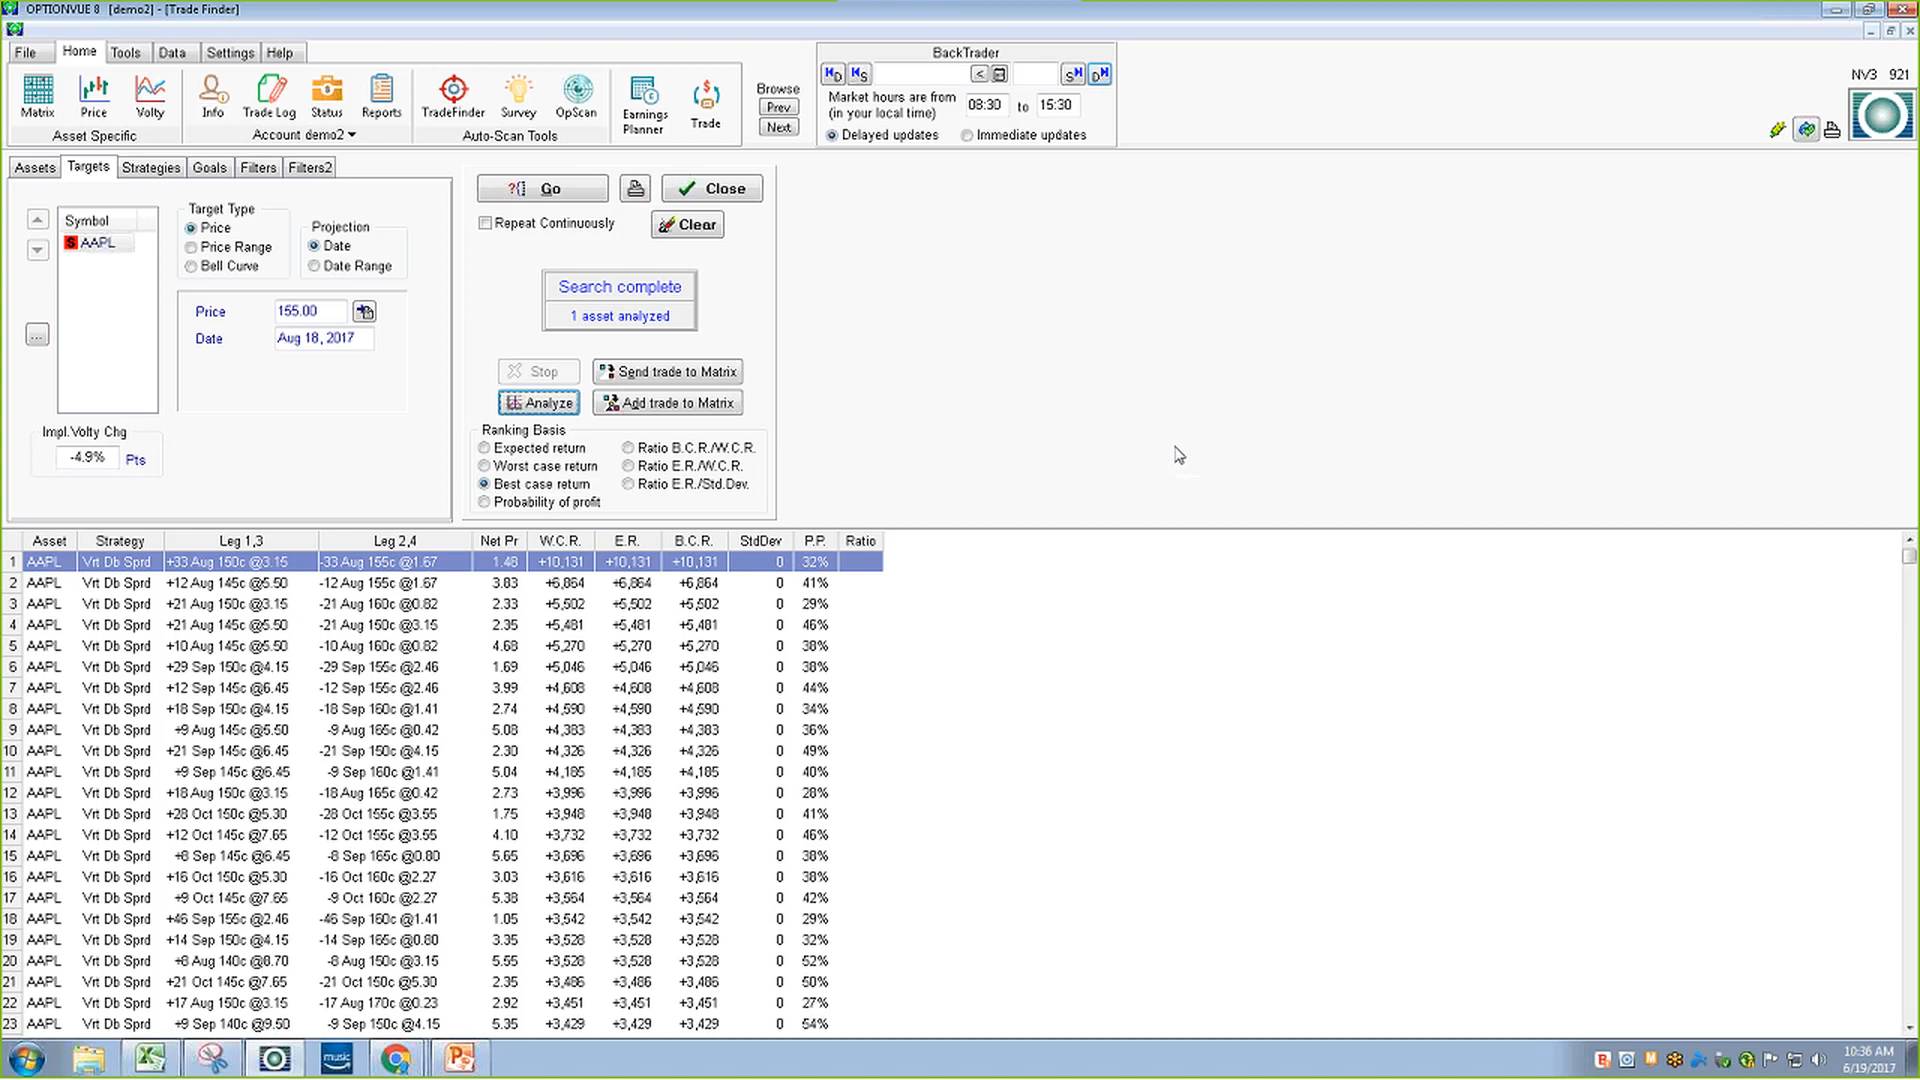 OPTIONVUE 8 [demo2] - [Trade Finder]
File Home Tools Data Settings Help
Matrix Price Volty Info Trade Log Status Reports TradeFinder Survey OpScan Earnings Planner Trade
Asset Specific Account demo2 Auto-Scan Tools
Browse
Prev
Next
BackTrader
Market hours are from 08:30 to 15:30
(in your local time)
Delayed updates Immediate updates
NV3 921
Assets Targets Strategies Goals Filters Filters2
Symbol
S AAPL
Target Type
Price
Price Range
Bell Curve
Projection
Date
Date Range
Price 155.00
Date Aug 18, 2017
Impl.Volty Chg
-4.9% Pts
Go Close
Repeat Continuously Clear
Search complete
1 asset analyzed
Stop Send trade to Matrix
Analyze Add trade to Matrix
Ranking Basis
Expected return Ratio B.C.R./W.C.R.
Worst case return Ratio E.R./W.C.R.
Best case return Ratio E.R./Std.Dev.
Probability of profit
Asset Strategy Leg 1,3 Leg 2,4 Net Pr W.C.R. E.R. B.C.R. StdDev P.P. Ratio
1 AAPL Vrt Db Sprd +33 Aug 150c @3.15 -33 Aug 155c @1.67 1.48 +10,131 +10,131 +10,131 0 32%
2 AAPL Vrt Db Sprd +12 Aug 145c @5.50 -12 Aug 155c @1.67 3.83 +6,864 +6,864 +6,864 0 41%
3 AAPL Vrt Db Sprd +21 Aug 150c @3.15 -21 Aug 160c @0.82 2.33 +5,502 +5,502 +5,502 0 29%
4 AAPL Vrt Db Sprd +21 Aug 145c @5.50 -21 Aug 150c @3.15 2.35 +5,481 +5,481 +5,481 0 46%
5 AAPL Vrt Db Sprd +10 Aug 145c @5.50 -10 Aug 160c @0.82 4.68 +5,270 +5,270 +5,270 0 38%
6 AAPL Vrt Db Sprd +29 Sep 150c @4.15 -29 Sep 155c @2.46 1.69 +5,046 +5,046 +5,046 0 38%
7 AAPL Vrt Db Sprd +12 Sep 145c @6.45 -12 Sep 155c @2.46 3.99 +4,608 +4,608 +4,608 0 44%
8 AAPL Vrt Db Sprd +18 Sep 150c @4.15 -18 Sep 160c @1.41 2.74 +4,590 +4,590 +4,590 0 34%
9 AAPL Vrt Db Sprd +9 Aug 145c @5.50 -9 Aug 165c @0.42 5.08 +4,383 +4,383 +4,383 0 36%
10 AAPL Vrt Db Sprd +21 Sep 145c @6.45 -21 Sep 150c @4.15 2.30 +4,326 +4,326 +4,326 0 49%
11 AAPL Vrt Db Sprd +9 Sep 145c @6.45 -9 Sep 160c @1.41 5.04 +4,185 +4,185 +4,185 0 40%
12 AAPL Vrt Db Sprd +18 Aug 150c @3.15 -18 Aug 165c @0.42 2.73 +3,996 +3,996 +3,996 0 28%
13 AAPL Vrt Db Sprd +28 Oct 150c @5.30 -28 Oct 155c @3.55 1.75 +3,948 +3,948 +3,948 0 41%
14 AAPL Vrt Db Sprd +12 Oct 145c @7.65 -12 Oct 155c @3.55 4.10 +3,732 +3,732 +3,732 0 46%
15 AAPL Vrt Db Sprd +8 Sep 145c @6.45 -8 Sep 165c @0.80 5.65 +3,696 +3,696 +3,696 0 38%
16 AAPL Vrt Db Sprd +16 Oct 150c @5.30 -16 Oct 160c @2.27 3.03 +3,616 +3,616 +3,616 0 38%
17 AAPL Vrt Db Sprd +9 Oct 145c @7.65 -9 Oct 160c @2.27 5.38 +3,564 +3,564 +3,564 0 42%
18 AAPL Vrt Db Sprd +46 Sep 155c @2.46 -46 Sep 160c @1.41 1.05 +3,542 +3,542 +3,542 0 29%
19 AAPL Vrt Db Sprd +14 Sep 150c @4.15 -14 Sep 165c @0.80 3.35 +3,528 +3,528 +3,528 0 32%
20 AAPL Vrt Db Sprd +8 Aug 140c @8.70 -8 Aug 150c @3.15 5.55 +3,528 +3,528 +3,528 0 52%
21 AAPL Vrt Db Sprd +21 Oct 145c @7.65 -21 Oct 150c @5.30 2.35 +3,486 +3,486 +3,486 0 50%
22 AAPL Vrt Db Sprd +17 Aug 150c @3.15 -17 Aug 170c @0.23 2.92 +3,451 +3,451 +3,451 0 27%
23 AAPL Vrt Db Sprd +9 Sep 140c @9.50 -9 Sep 150c @4.15 5.35 +3,429 +3,429 +3,429 0 54%
music
10:36 AM
6/19/2017